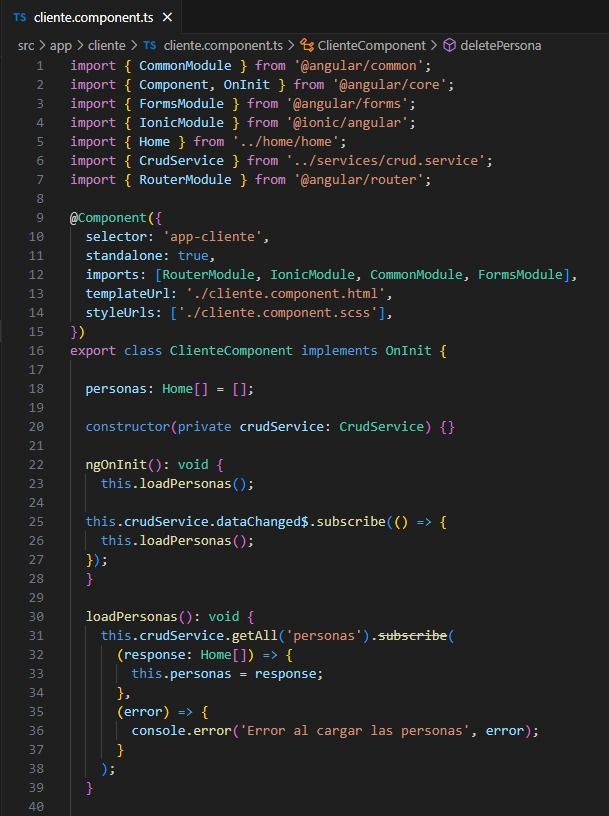 TS cliente.component.ts ×
src > app > cliente > TS cliente.component.ts > ClienteComponent > deletePersona
1 import { CommonModule } from '@angular/common';
2 import { Component, OnInit } from '@angular/core';
3 import { FormsModule } from '@angular/forms';
4 import { IonicModule } from '@ionic/angular';
5 import { Home } from '../home/home';
6 import { CrudService } from '../services/crud.service';
7 import { RouterModule } from '@angular/router';
8
9 @Component({
10   selector: 'app-cliente',
11   standalone: true,
12   imports: [RouterModule, IonicModule, CommonModule, FormsModule],
13   templateUrl: './cliente.component.html',
14   styleUrls: ['./cliente.component.scss'],
15 })
16 export class ClienteComponent implements OnInit {
17
18   personas: Home[] = [];
19
20   constructor(private crudService: CrudService) {}
21
22   ngOnInit(): void {
23     this.loadPersonas();
24
25   this.crudService.dataChanged$.subscribe(() => {
26     this.loadPersonas();
27   });
28   }
29
30   loadPersonas(): void {
31     this.crudService.getAll('personas').subscribe(
32       (response: Home[]) => {
33         this.personas = response;
34       },
35       (error) => {
36         console.error('Error al cargar las personas', error);
37       }
38     );
39   }
40